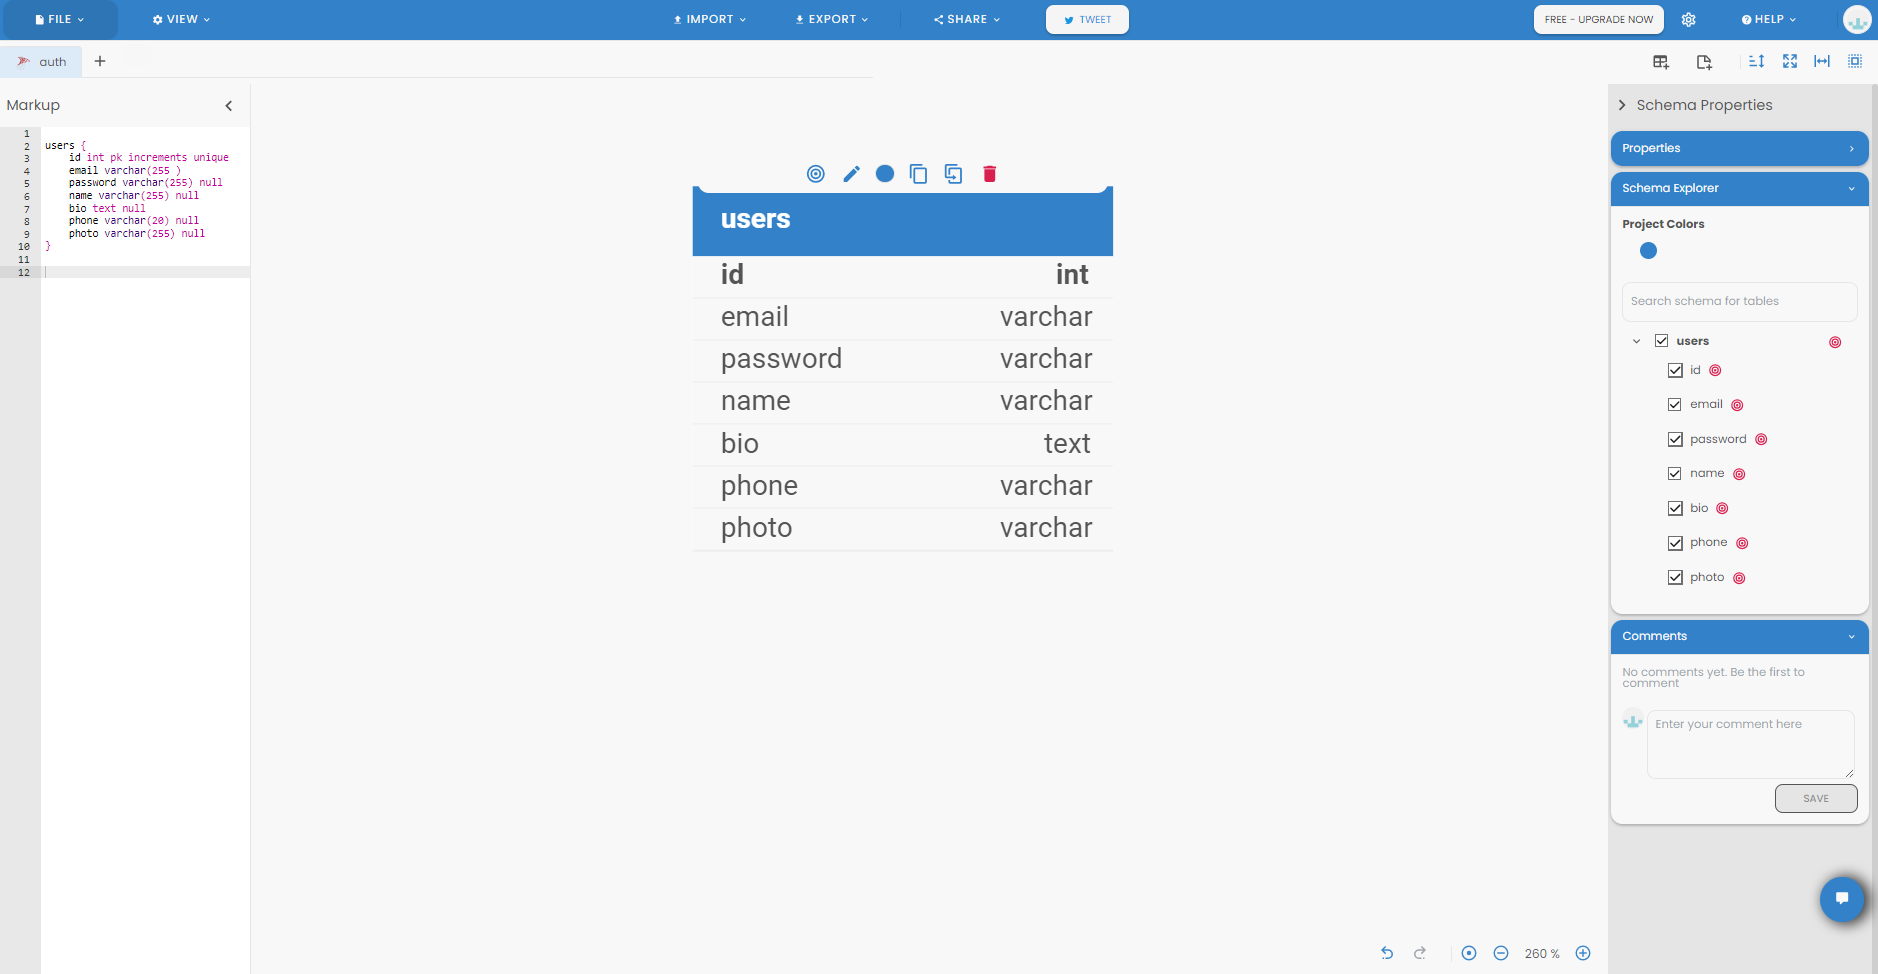 FILE VIEW IMPORT EXPORT SHARE TWEET FREE - UPGRADE NOW HELP
auth +
Markup
Schema Properties
1
2 users {
3 id int pk increments unique
4 email varchar(255 )
5 password varchar(255) null
6 name varchar(255) null
7 bio text null
8 phone varchar(20) null
9 photo varchar(255) null
10 }
11
12
users
id int
email varchar
password varchar
name varchar
bio text
phone varchar
photo varchar
Properties
Schema Explorer
Project Colors
Search schema for tables
users
id
email
password
name
bio
phone
photo
Comments
No comments yet. Be the first to
comment
Enter your comment here
SAVE
260 %